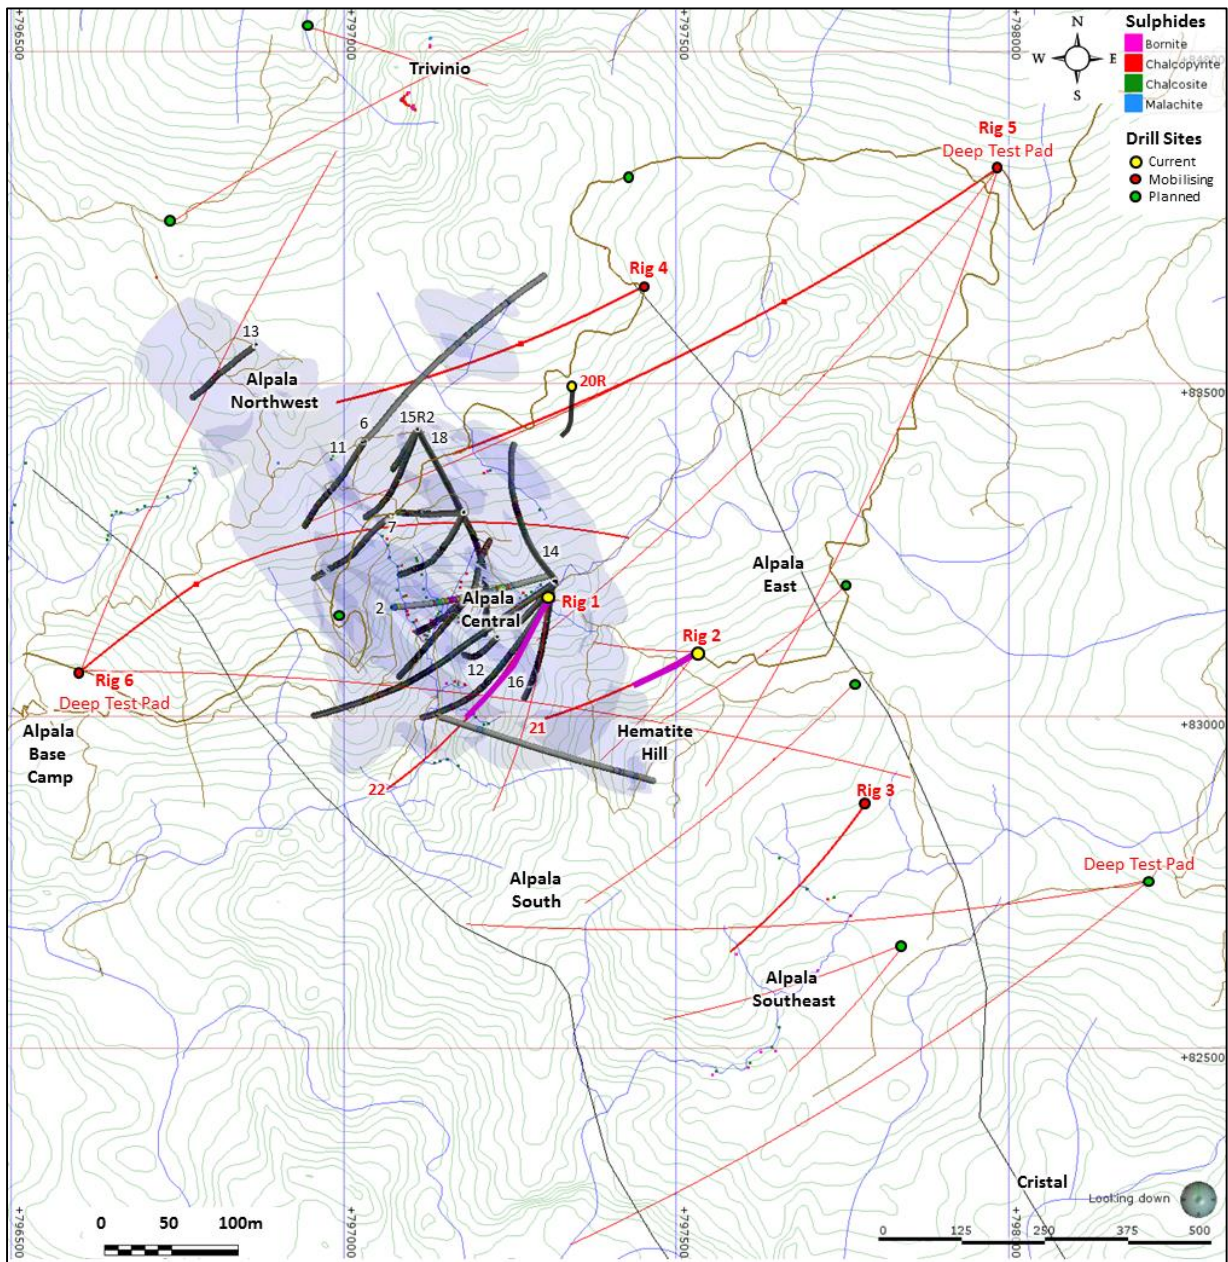 +796500
+797000
+797500
+798000
N
W
E
S
Sulphides
Bornite
Chalcopyrite
Chalcosite
Malachite
Drill Sites
Current
Mobilising
Planned
Trivinio
Rig 5
Deep Test Pad
Rig 4
13
Alpala
Northwest
20R
+83500
6
15R2
18
11
7
14
Alpala
East
2
Alpala
Central
Rig 1
Rig 2
12
16
Rig 6
Deep Test Pad
21
+83000
Alpala
Base
Camp
Hematite
Hill
22
Rig 3
Deep Test Pad
Alpala
South
Alpala
Southeast
+82500
Cristal
Looking down
0 50 100m
0 125 250 375 500
+796500
+797000
+797500